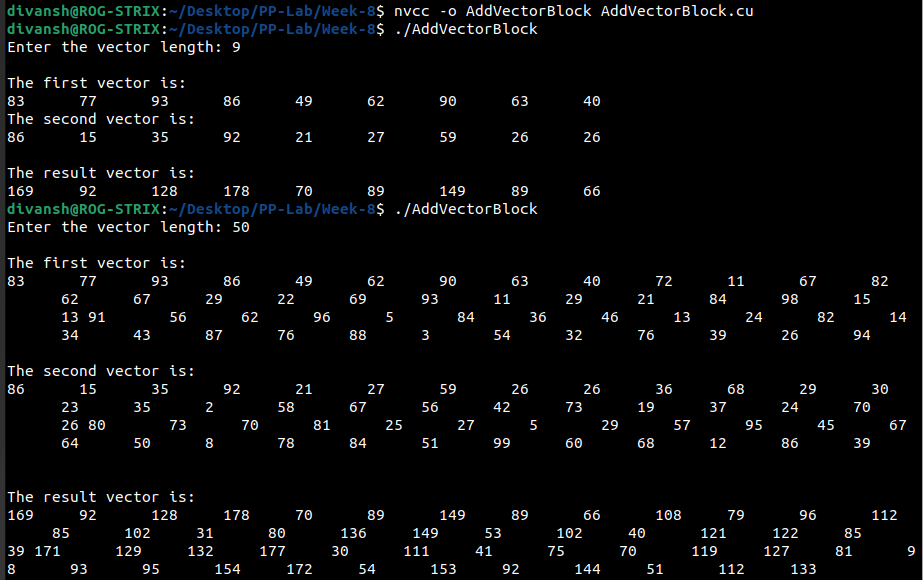 divansh@ROG-STRIX:~/Desktop/PP-Lab/Week-8$ nvcc -o AddVectorBlock AddVectorBlock.cu
divansh@ROG-STRIX:~/Desktop/PP-Lab/Week-8$ ./AddVectorBlock
Enter the vector length: 9
The first vector is:
83 77 93 86 49 62 90 63 40
The second vector is:
86 15 35 92 21 27 59 26 26
The result vector is:
169 92 128 178 70 89 149 89 66
divansh@ROG-STRIX:~/Desktop/PP-Lab/Week-8$ ./AddVectorBlock
Enter the vector length: 50
The first vector is:
83 77 93 86 49 62 90 63 40 72 11 67 82
62 67 29 22 69 93 11 29 21 84 98 15
13 91 56 62 96 5 84 36 46 13 24 82 14
34 43 87 76 88 3 54 32 76 39 26 94
The second vector is:
86 15 35 92 21 27 59 26 26 36 68 29 30
23 35 2 58 67 56 42 73 19 37 24 70
26 80 73 70 81 25 27 5 29 57 95 45 67
64 50 8 78 84 51 99 60 68 12 86 39
The result vector is:
169 92 128 178 70 89 149 89 66 108 79 96 112
85 102 31 80 136 149 53 102 40 121 122 85
39 171 129 132 177 30 111 41 75 70 119 127 81 9
8 93 95 154 172 54 153 92 144 51 112 133